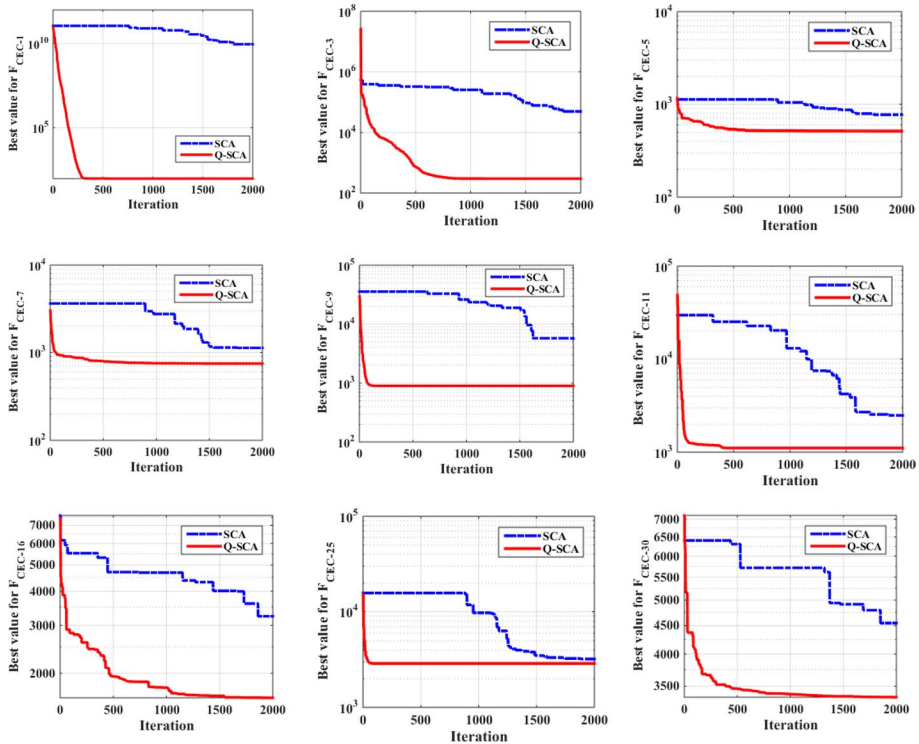 Best value for F_CEC-1
10^10
10^5
SCA
Q-SCA
0 500 1000 1500 2000
Iteration
Best value for F_CEC-3
10^8
10^6
10^4
10^2
SCA
Q-SCA
0 500 1000 1500 2000
Iteration
Best value for F_CEC-5
10^4
10^3
10^2
SCA
Q-SCA
0 500 1000 1500 2000
Iteration
Best value for F_CEC-7
10^4
10^3
10^2
SCA
Q-SCA
0 500 1000 1500 2000
Iteration
Best value for F_CEC-9
10^5
10^4
10^3
10^2
SCA
Q-SCA
0 500 1000 1500 2000
Iteration
Best value for F_CEC-11
10^5
10^4
10^3
SCA
Q-SCA
0 500 1000 1500 2000
Iteration
Best value for F_CEC-16
7000
6000
5000
4000
3000
2000
SCA
Q-SCA
0 500 1000 1500 2000
Iteration
Best value for F_CEC-25
10^5
10^4
10^3
SCA
Q-SCA
0 500 1000 1500 2000
Iteration
Best value for F_CEC-30
7000
6500
6000
5500
5000
4500
4000
3500
SCA
Q-SCA
0 500 1000 1500 2000
Iteration